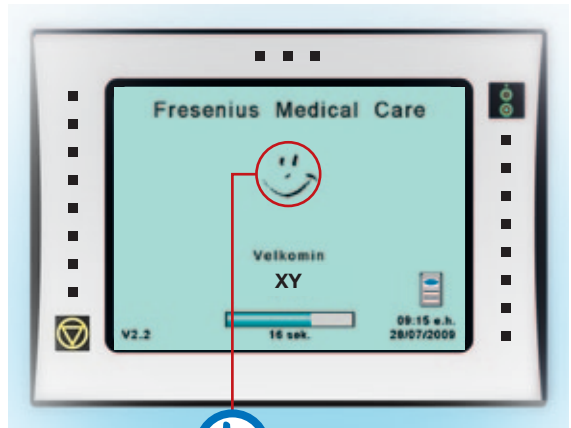 Fresenius Medical Care
Velkomin
XY
V2.2
16 sek.
09:15 e.h.
28/07/2009